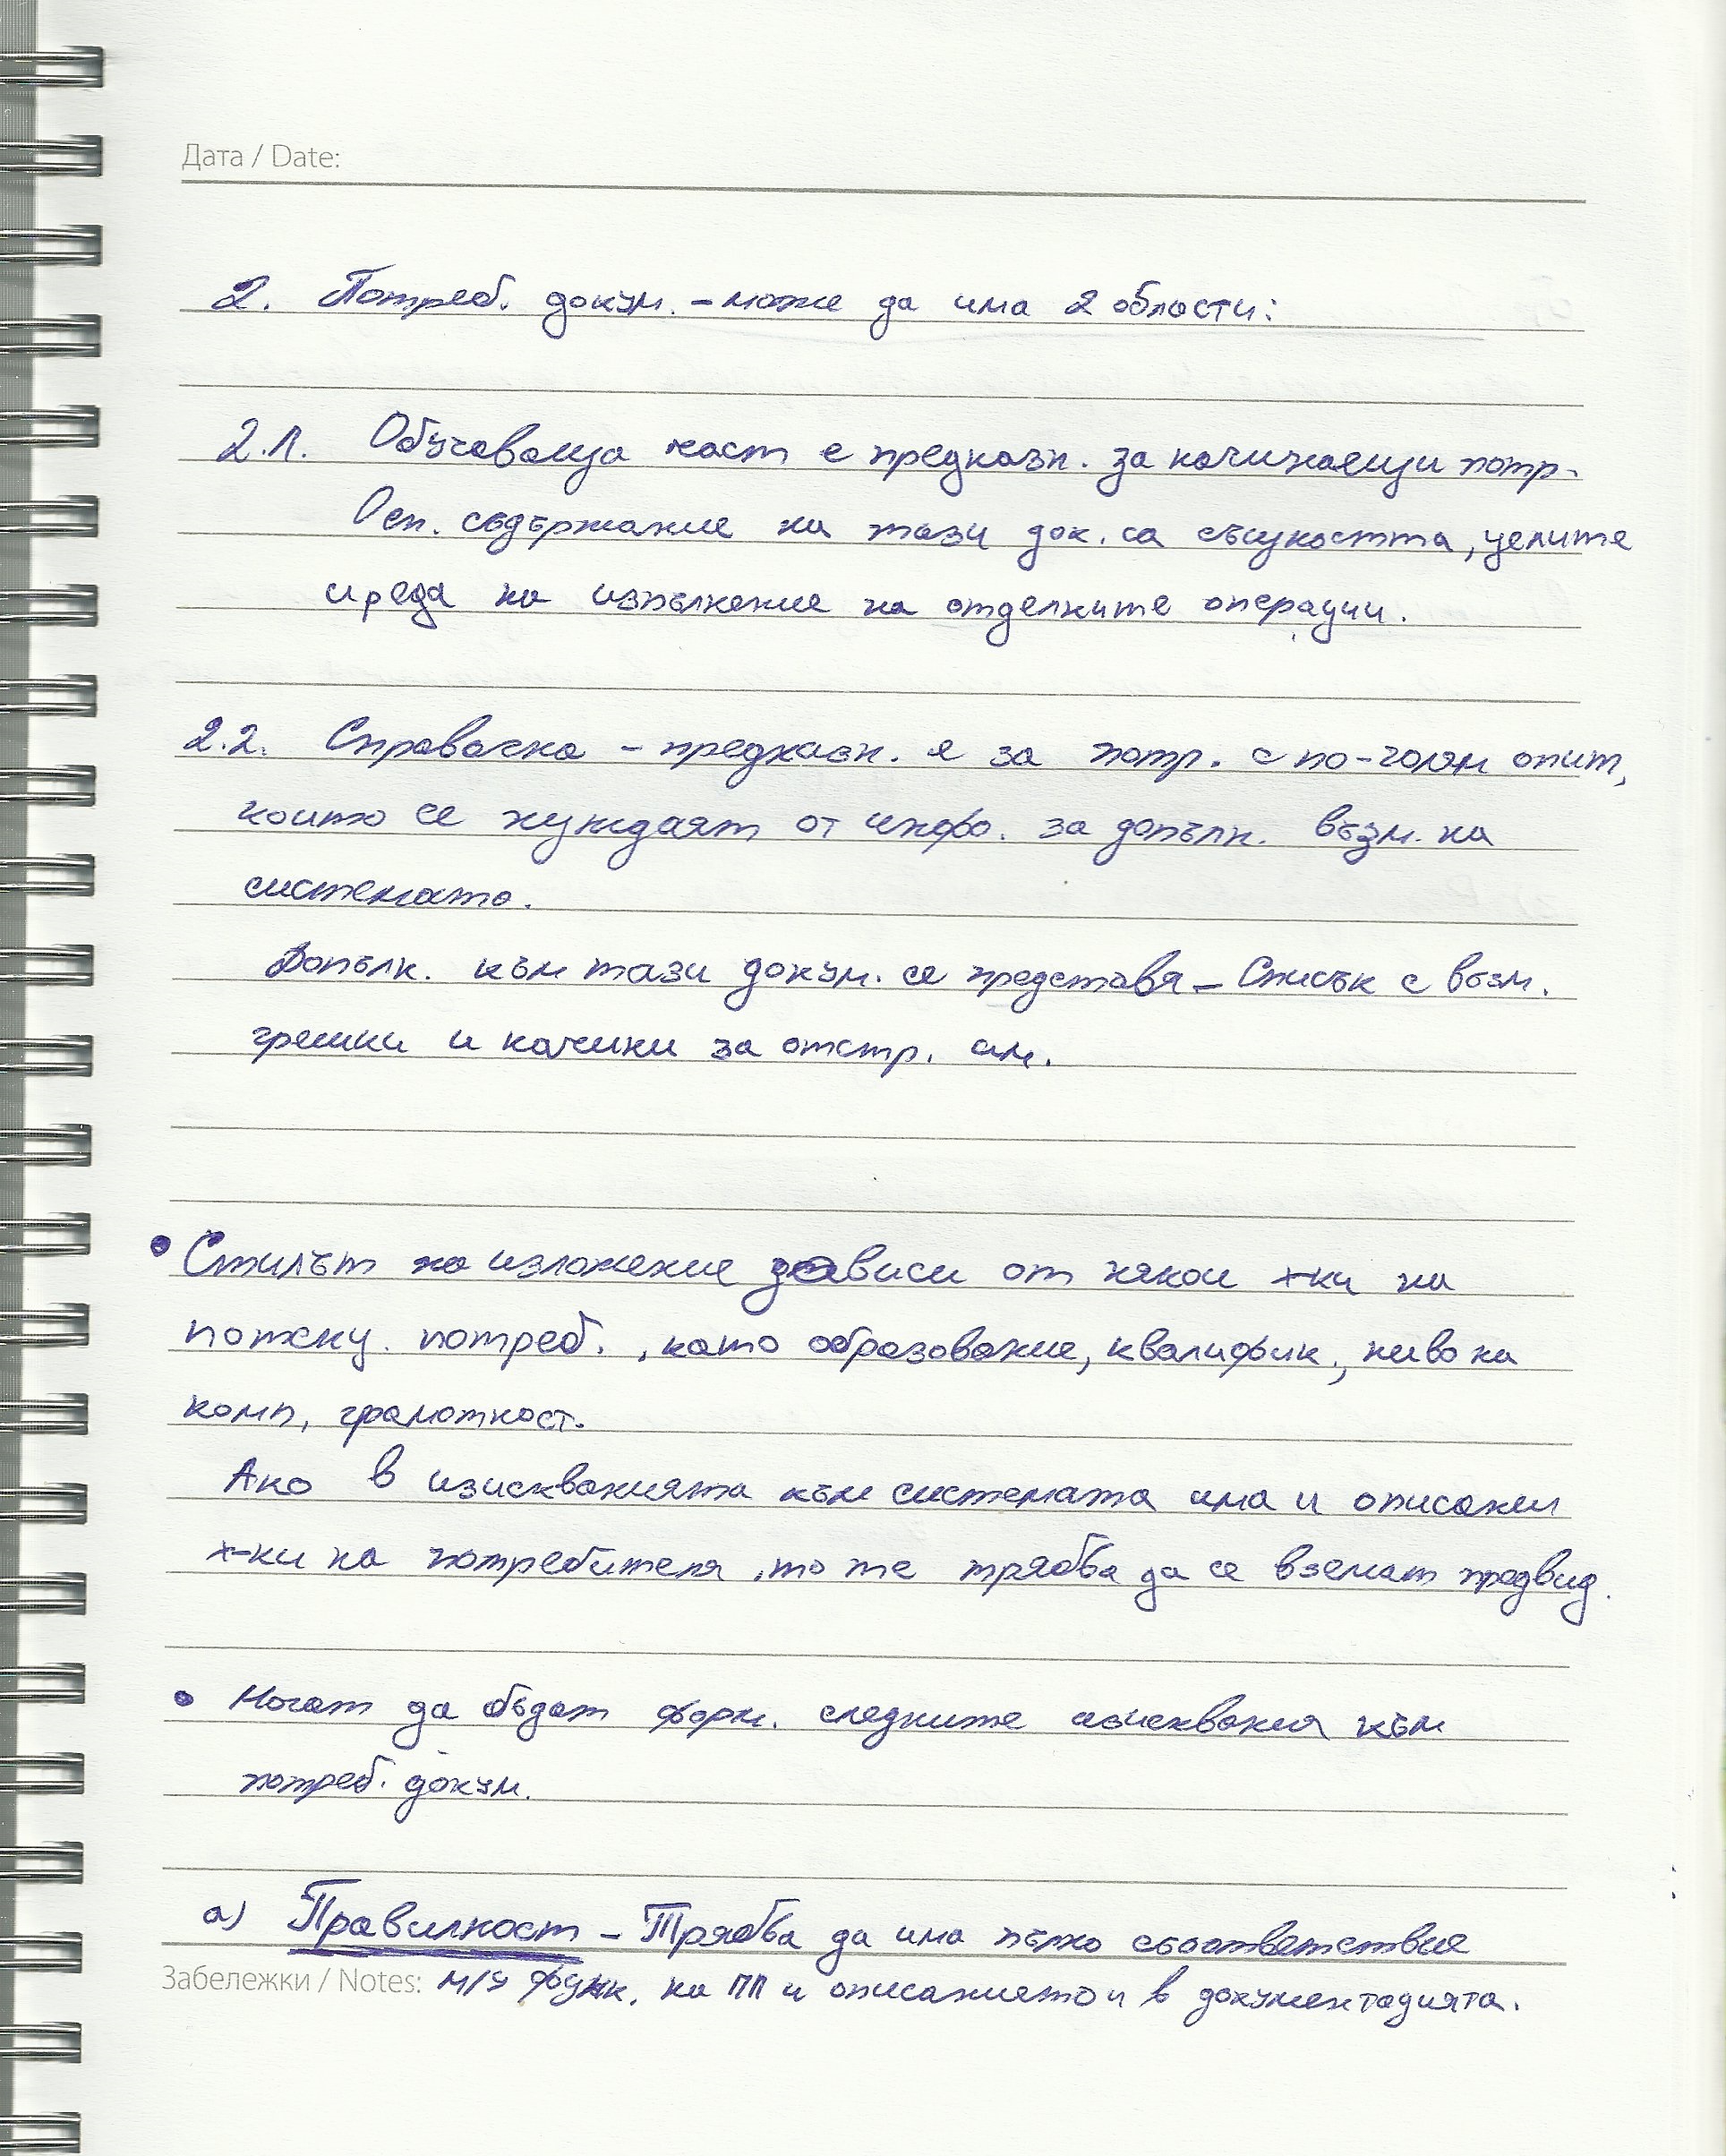 Дата / Date:
2. Потреб. докум. – може да има 2 области:
2.1. Обучаваща част е предназн. за начинаещи потр.
Осн. съдържание на тази док. са същността, целите
и реда на изпълнение на отделните операции.
2.2. Справочна – предназн. е за потр. с по-голям опит,
които се нуждаят от инфо. за допълн. възм. на
системата.
Допълн. към тази докум. се представя – Списък с възм.
грешки и начини за отстр. им.
• Стилът на изложение зависи от някои х-ки на
потенц. потреб., като образование, квалифик., ниво на
комп, грамотност.
Ако в изискванията към системата има и описани
х-ки на потребителя, то те трябва да се вземат предвид.
• Могат да бъдат форм. следните изисквания към
потреб. докум.
а) Правилност – Трябва да има пълно съответствие
Забележки / Notes: м/у функ. на ПП и описанието и в документацията.